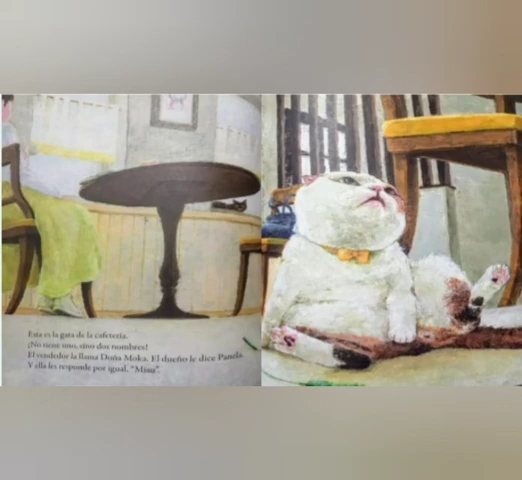 Esta es la gata de la cafetería.
¡No tiene uno, sino dos nombres!
El vendedor la llama Doña Moka. El dueño le dice Panela.
Y ella les responde por igual, “Miau”.